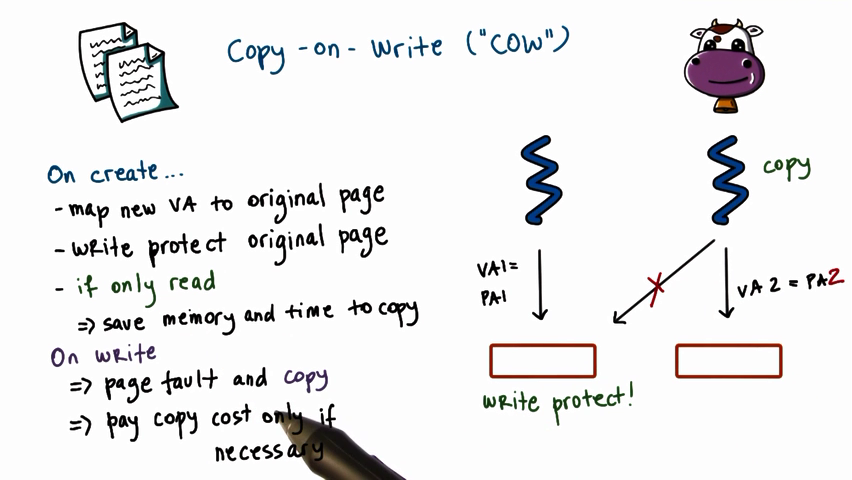 Copy-on-Write ("COW")
On create...
- map new VA to original page
- write protect original page
- if only read
=> save memory and time to copy
On write
=> page fault and copy
=> pay copy cost only if
necessary
copy
VA1 =
PA1
VA 2 = PA2
write protect!